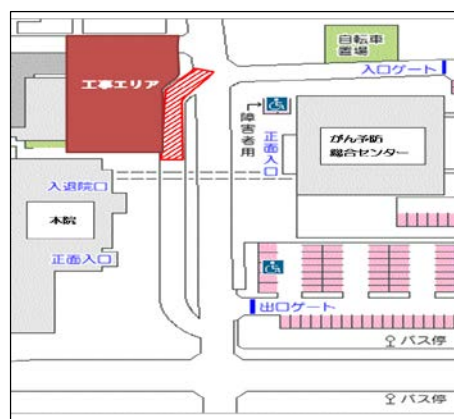 自転車
置場
工事エリア
入口ゲート
障害者用
正面入口
がん予防
総合センター
入退院口
本院
正面入口
出口ゲート
バス停
バス停